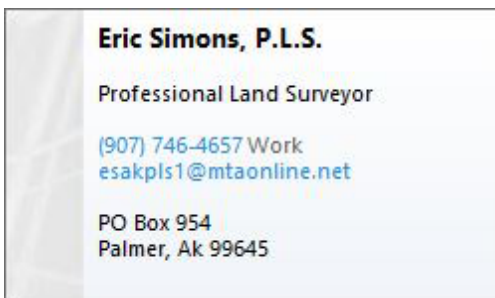 Eric Simons, P.L.S.
Professional Land Surveyor
(907) 746-4657 Work
esakpls1@mtaonline.net
PO Box 954
Palmer, Ak 99645